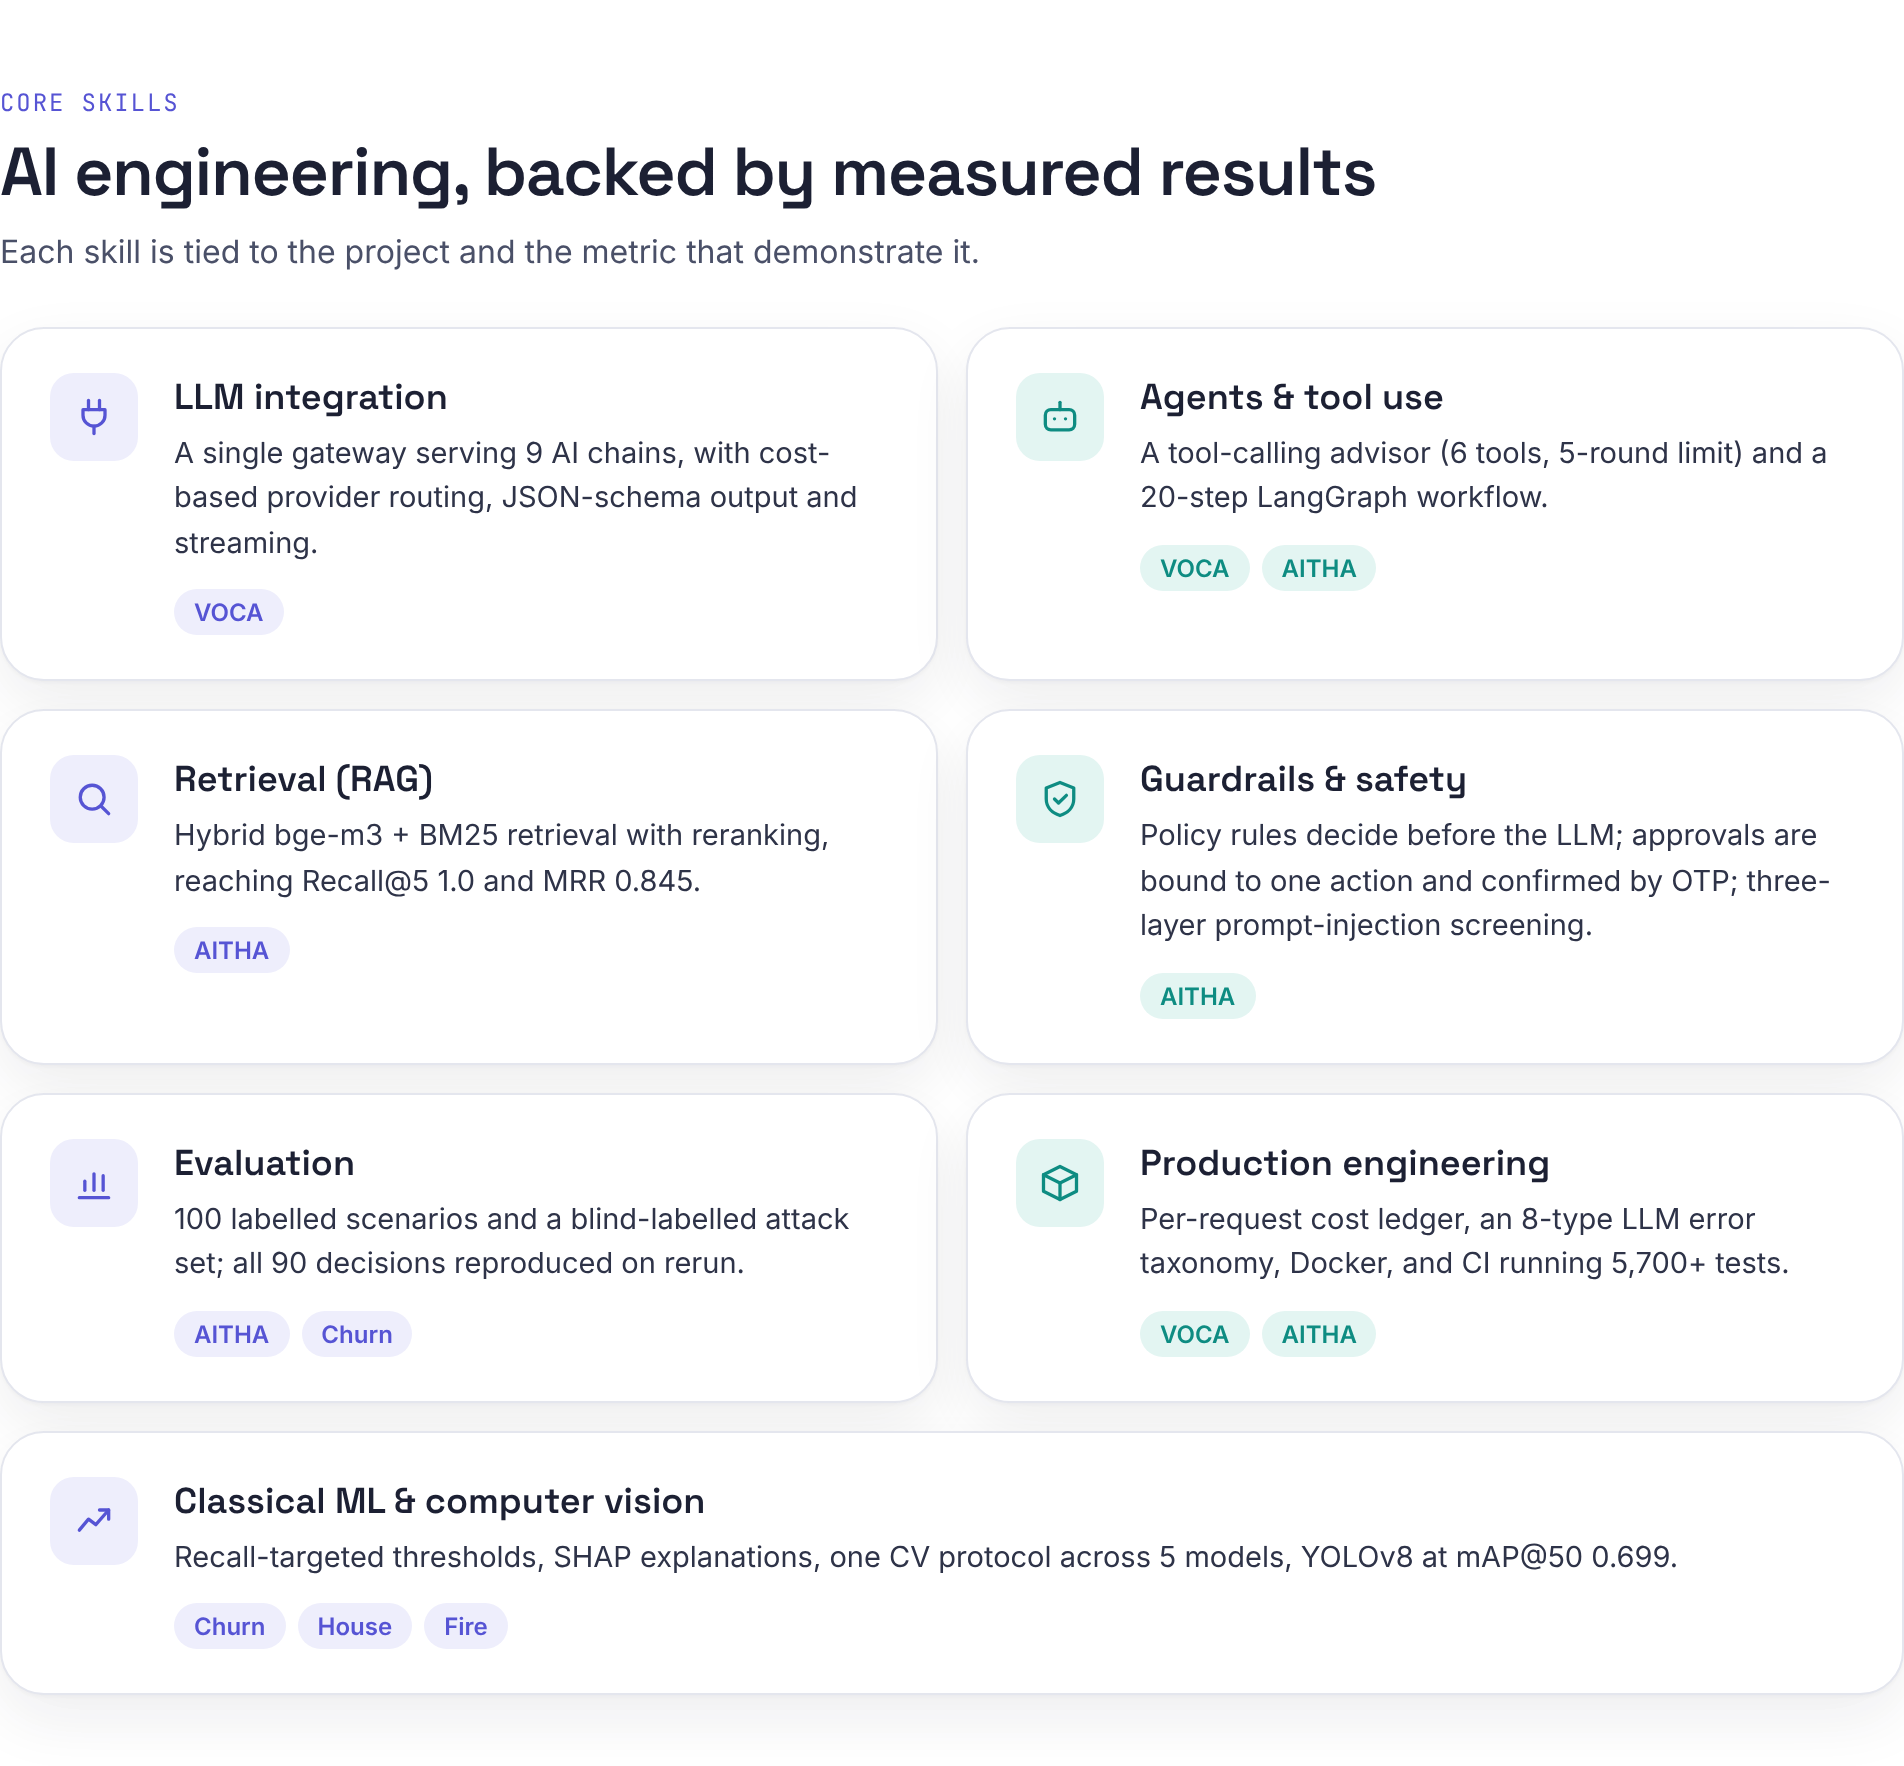 CORE SKILLS
AI engineering, backed by measured results
Each skill is tied to the project and the metric that demonstrate it.
LLM integration
A single gateway serving 9 AI chains, with cost-
based provider routing, JSON-schema output and
streaming.
VOCA
Agents & tool use
A tool-calling advisor (6 tools, 5-round limit) and a
20-step LangGraph workflow.
VOCA AITHA
Retrieval (RAG)
Hybrid bge-m3 + BM25 retrieval with reranking,
reaching Recall@5 1.0 and MRR 0.845.
AITHA
Guardrails & safety
Policy rules decide before the LLM; approvals are
bound to one action and confirmed by OTP; three-
layer prompt-injection screening.
AITHA
Evaluation
100 labelled scenarios and a blind-labelled attack
set; all 90 decisions reproduced on rerun.
AITHA Churn
Production engineering
Per-request cost ledger, an 8-type LLM error
taxonomy, Docker, and CI running 5,700+ tests.
VOCA AITHA
Classical ML & computer vision
Recall-targeted thresholds, SHAP explanations, one CV protocol across 5 models, YOLOv8 at mAP@50 0.699.
Churn House Fire